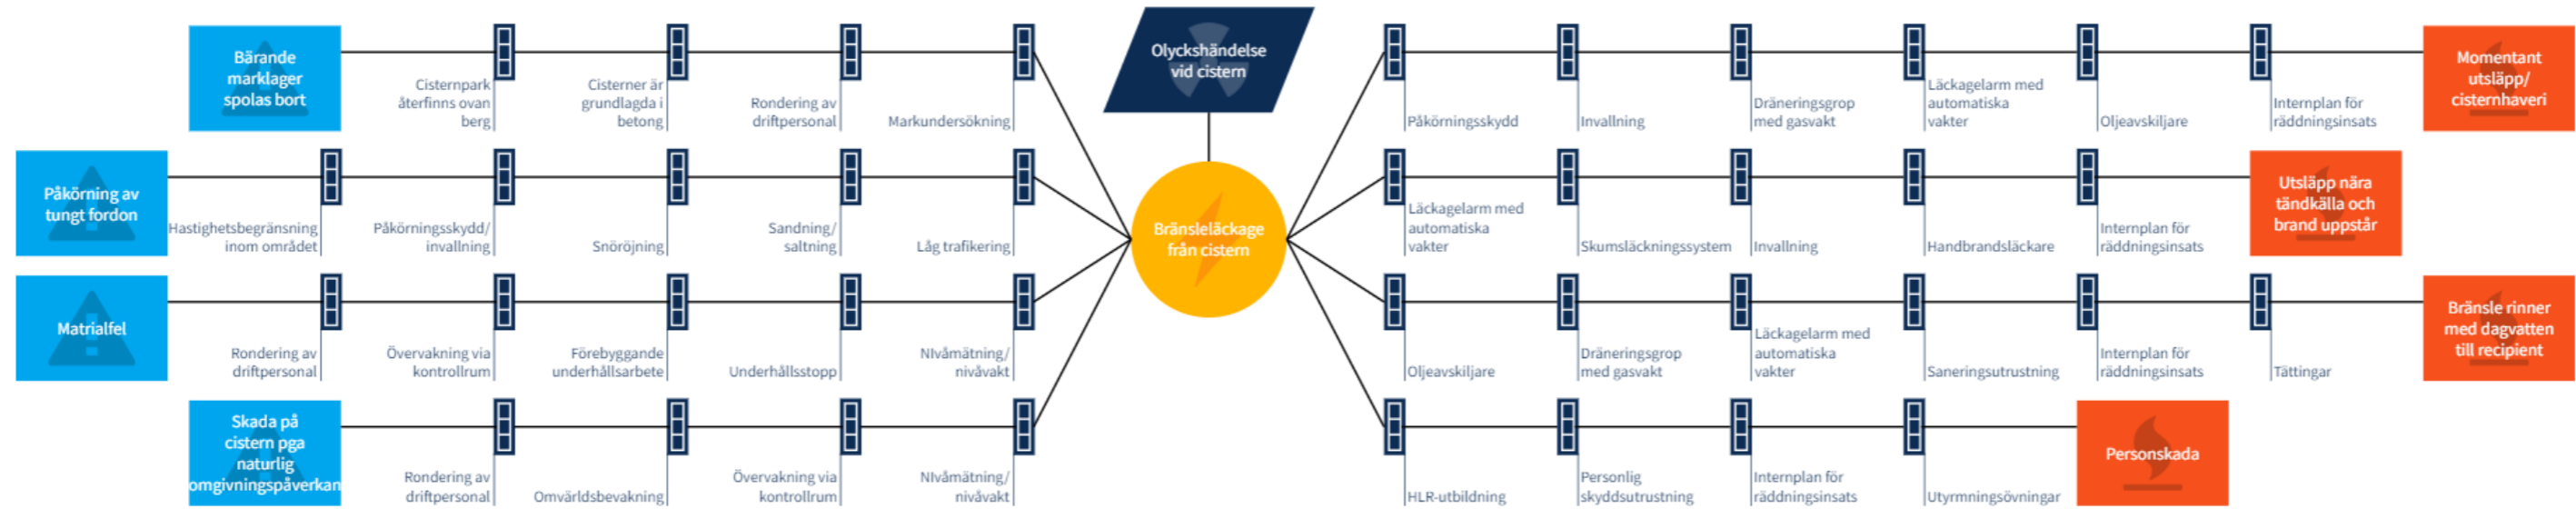 Olyckshändelse
vid cistern
Bränsleläckage
från cistern
Bärande
marklager
spolas bort
Cisternpark
återfinns ovan
berg
Cisterner är
grundlagda i
betong
Rondering av
driftpersonal
Markundersökning
Påkörning av
tungt fordon
Hastighetsbegränsning
inom området
Påkörningsskydd/
invallning
Snöröjning
Sandning/
saltning
Låg trafikering
Matrialfel
Rondering av
driftpersonal
Övervakning via
kontrollrum
Förebyggande
underhållsarbete
Underhållsstopp
NIvåmätning/
nivåvakt
Skada på
cistern pga
naturlig
omgivningspåverkan
Rondering av
driftpersonal
Omvärldsbevakning
Övervakning via
kontrollrum
NIvåmätning/
nivåvakt
Påkörningsskydd
Invallning
Dräneringsgrop
med gasvakt
Läckagelarm med
automatiska
vakter
Oljeavskiljare
Internplan för
räddningsinsats
Momentant
utsläpp/
cisternhaveri
Läckagelarm med
automatiska
vakter
Skumsläckningssystem
Invallning
Handbrandsläckare
Internplan för
räddningsinsats
Utsläpp nära
tändkälla och
brand uppstår
Oljeavskiljare
Dräneringsgrop
med gasvakt
Läckagelarm med
automatiska
vakter
Saneringsutrustning
Internplan för
räddningsinsats
Tättingar
Bränsle rinner
med dagvatten
till recipient
HLR-utbildning
Personlig
skyddsutrustning
Internplan för
räddningsinsats
Utyrmningsövningar
Personskada